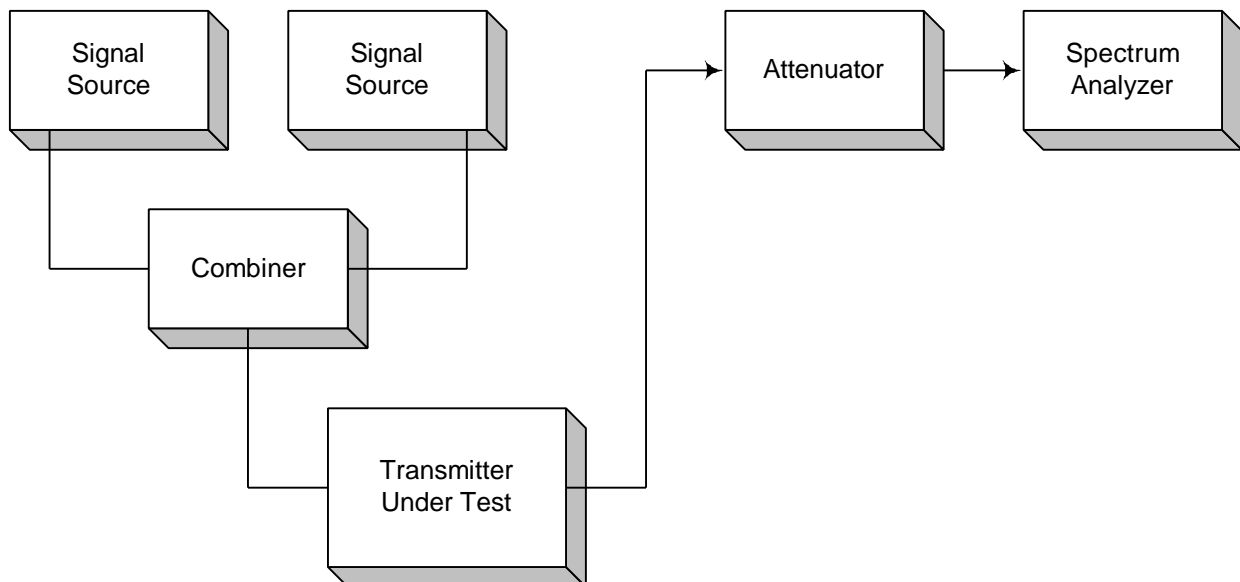 Signal
Source
Signal
Source
Attenuator
Spectrum
Analyzer
Combiner
Transmitter
Under Test